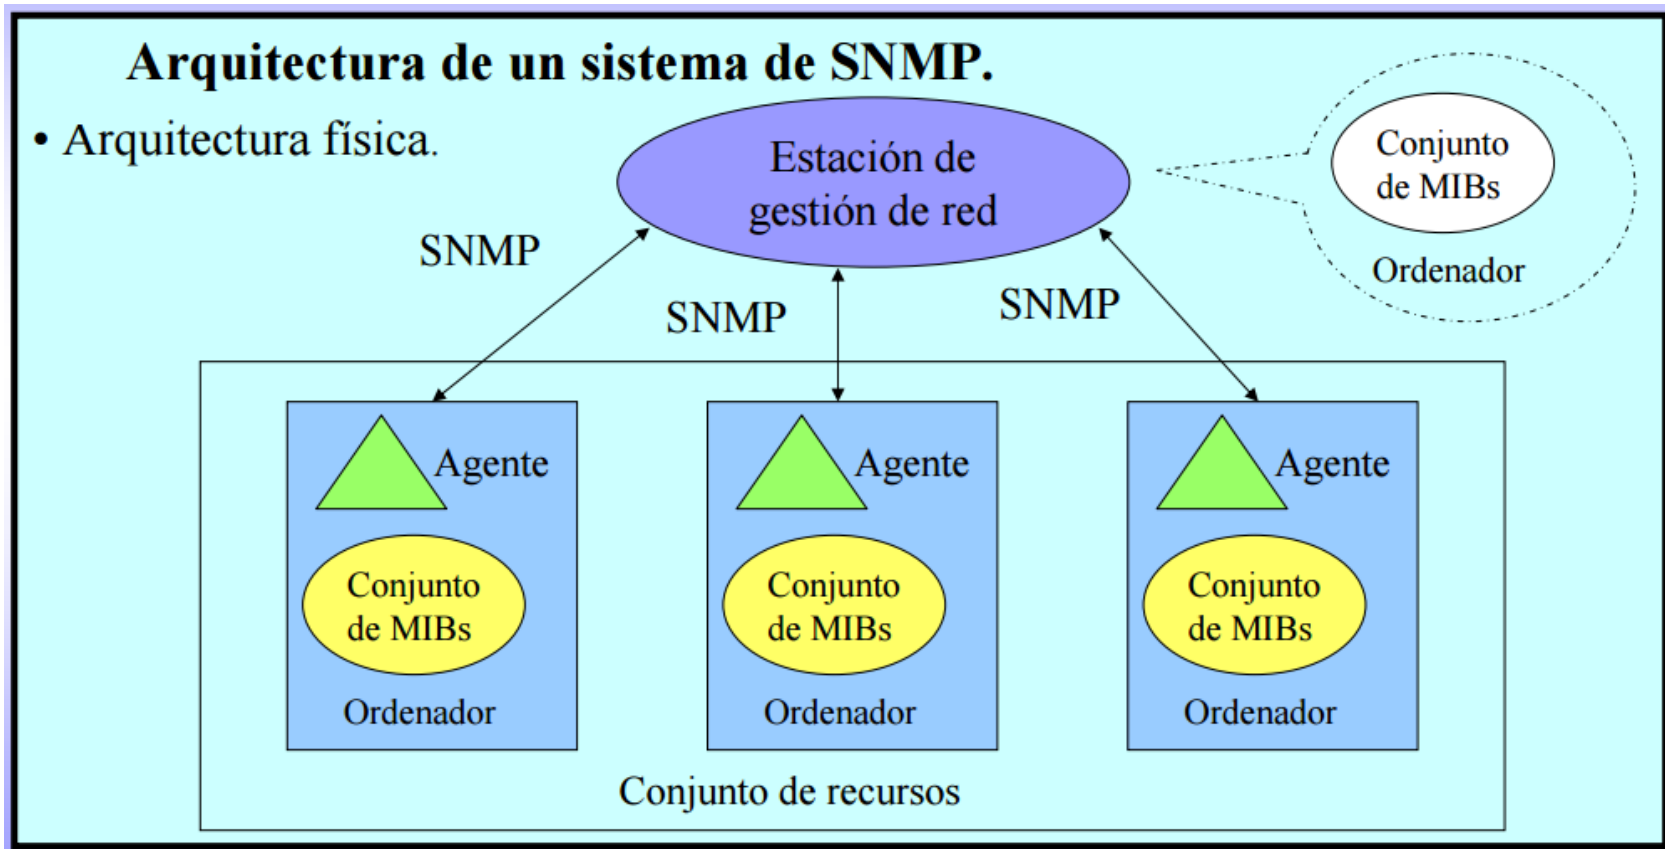 Arquitectura de un sistema de SNMP.
• Arquitectura física.
Estación de
gestión de red
Conjunto
de MIBs
Ordenador
SNMP
SNMP
SNMP
Agente
Conjunto
de MIBs
Ordenador
Agente
Conjunto
de MIBs
Ordenador
Agente
Conjunto
de MIBs
Ordenador
Conjunto de recursos